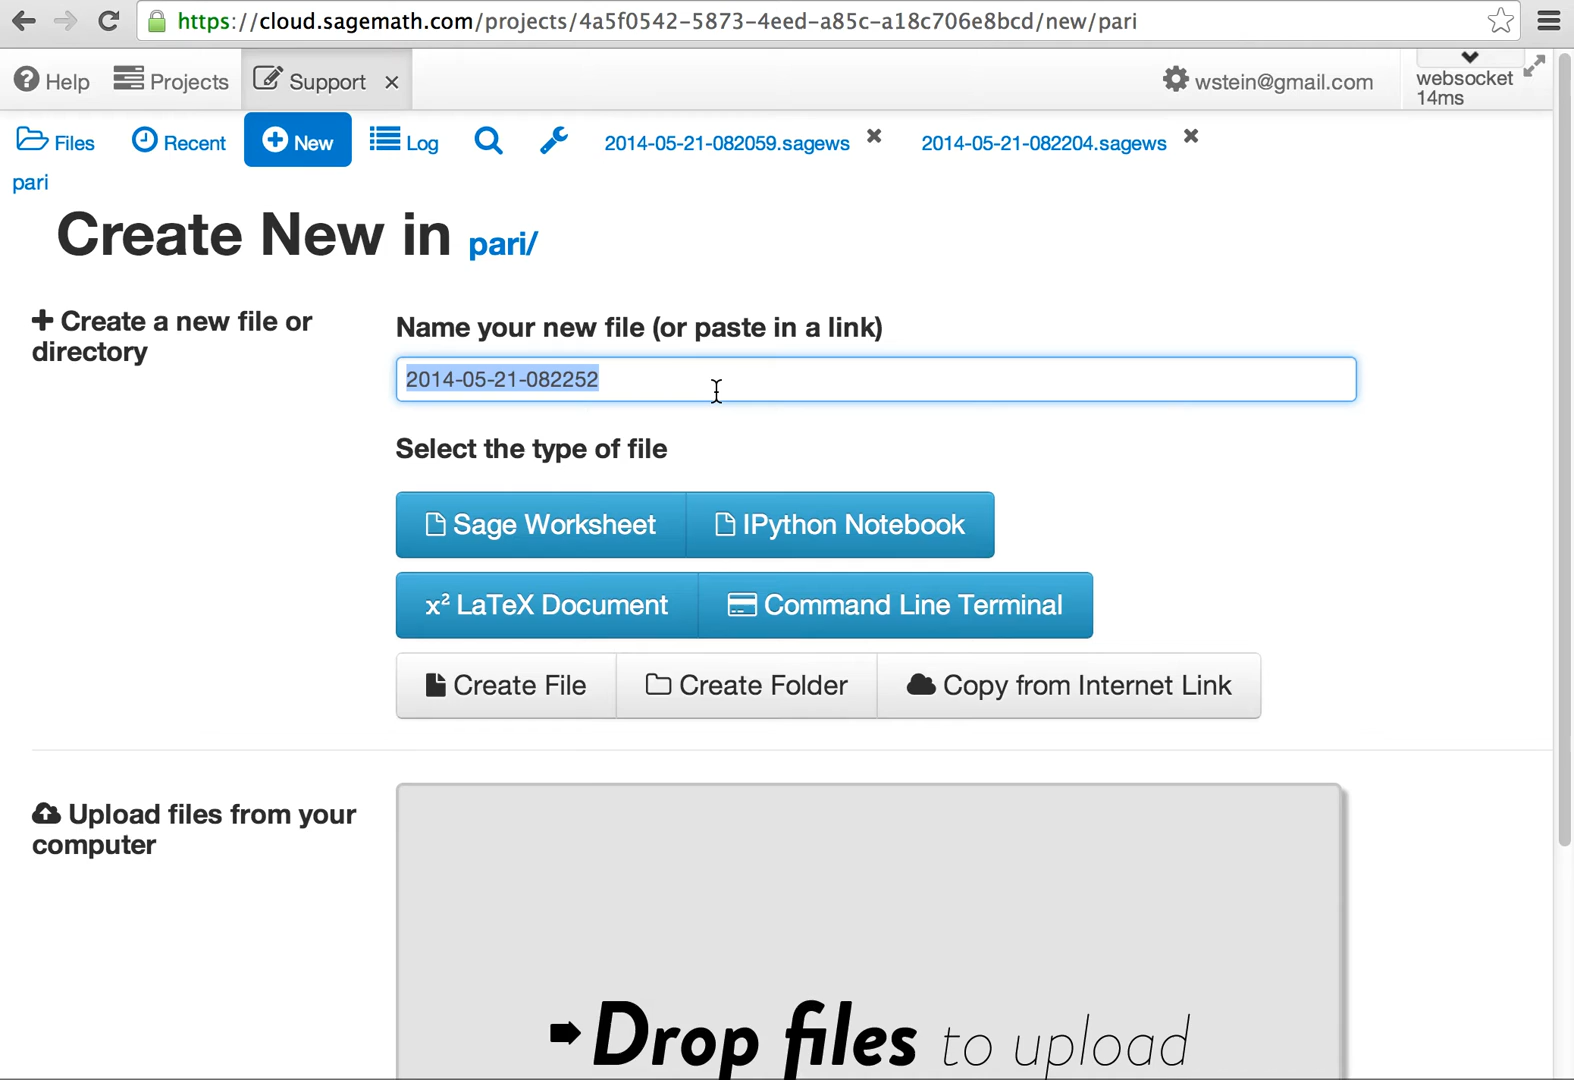 https://cloud.sagemath.com/projects/4a5f0542-5873-4eed-a85c-a18c706e8bcd/new/pari
Help Projects Support × wstein@gmail.com websocket
14ms
Files Recent New Log 2014-05-21-082059.sagews × 2014-05-21-082204.sagews ×
pari
Create New in pari/
Create a new file or
directory
Name your new file (or paste in a link)
2014-05-21-082252
Select the type of file
Sage Worksheet IPython Notebook
x² LaTeX Document Command Line Terminal
Create File Create Folder Copy from Internet Link
Upload files from your
computer
Drop files to upload